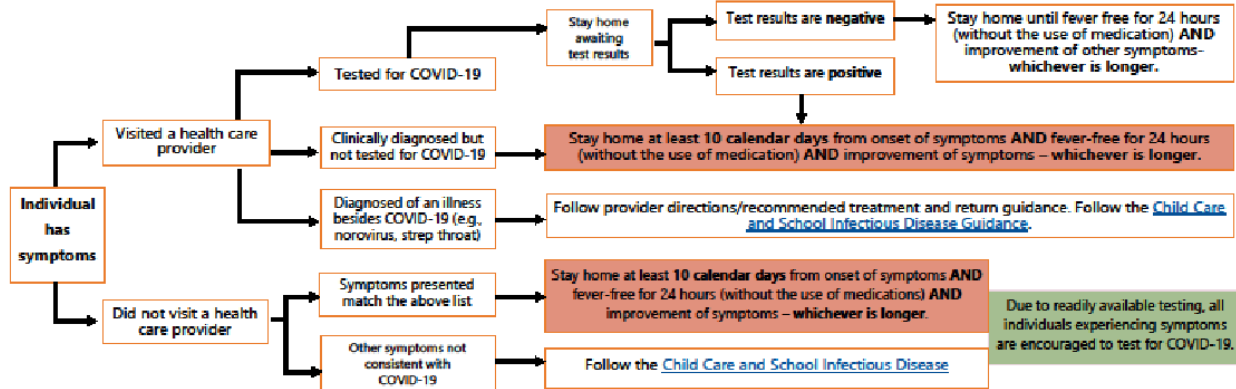 Stay home
awaiting
test results
Test results are negative
Stay home until fever free for 24 hours
(without the use of medication) AND
improvement of other symptoms-
whichever is longer.
Tested for COVID-19
Test results are positive
Visited a health care
provider
Clinically diagnosed but
not tested for COVID-19
Stay home at least 10 calendar days from onset of symptoms AND fever-free for 24 hours
(without the use of medication) AND improvement of symptoms – whichever is longer.
Individual
has
symptoms
Diagnosed of an illness
besides COVID-19 (e.g.,
norovirus, strep throat)
Follow provider directions/recommended treatment and return guidance. Follow the Child Care
and School Infectious Disease Guidance.
Did not visit a health
care provider
Symptoms presented
match the above list
Stay home at least 10 calendar days from onset of symptoms AND
fever-free for 24 hours (without the use of medications) AND
improvement of symptoms – whichever is longer.
Due to readily available testing, all
individuals experiencing symptoms
are encouraged to test for COVID-19.
Other symptoms not
consistent with
COVID-19
Follow the Child Care and School Infectious Disease